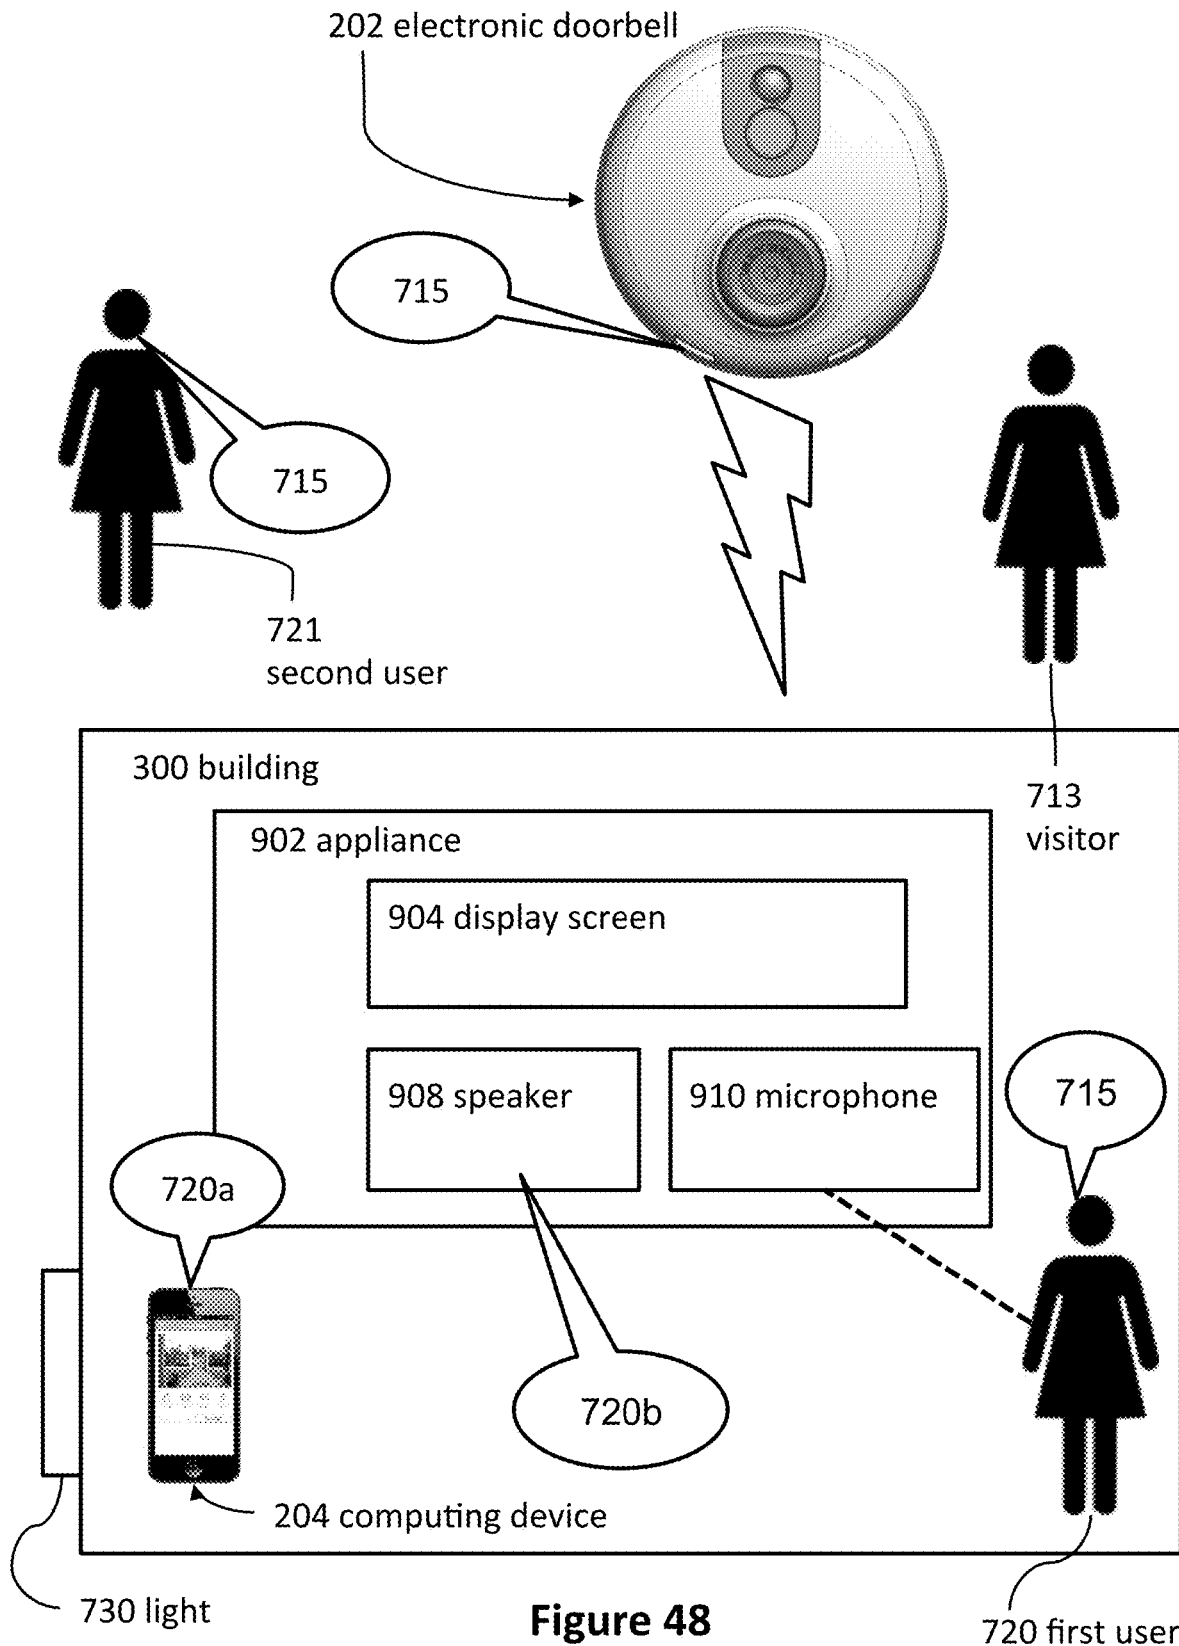 202 electronic doorbell
715
715
721
second user
300 building
713
visitor
902 appliance
904 display screen
908 speaker
910 microphone
715
720a
720b
204 computing device
730 light
Figure 48
720 first user